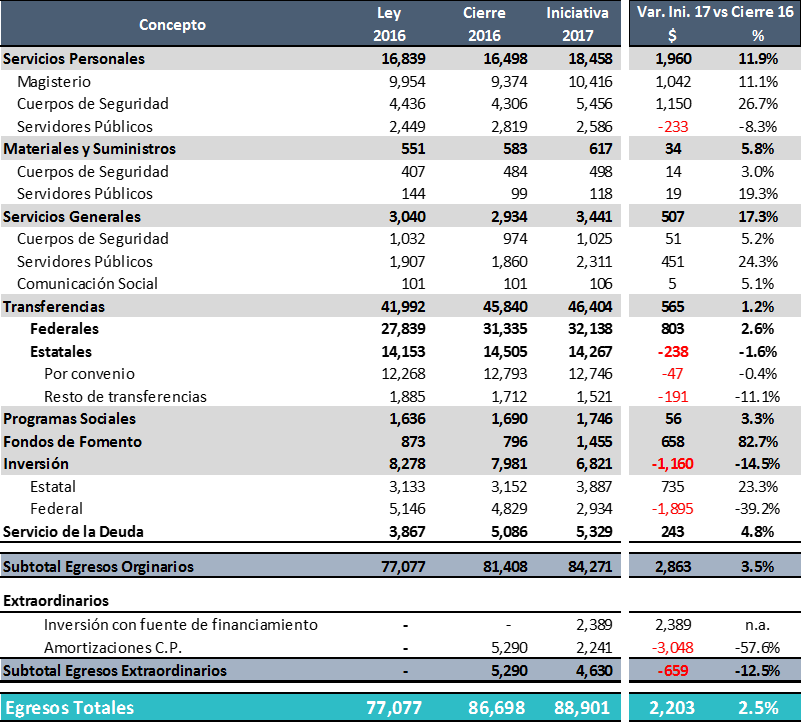 Concepto Ley 2016 Cierre 2016 Iniciativa 2017 Var. Ini. 17 vs Cierre 16 $ %
Servicios Personales 16,839 16,498 18,458 1,960 11.9%
Magisterio 9,954 9,374 10,416 1,042 11.1%
Cuerpos de Seguridad 4,436 4,306 5,456 1,150 26.7%
Servidores Públicos 2,449 2,819 2,586 -233 -8.3%
Materiales y Suministros 551 583 617 34 5.8%
Cuerpos de Seguridad 407 484 498 14 3.0%
Servidores Públicos 144 99 118 19 19.3%
Servicios Generales 3,040 2,934 3,441 507 17.3%
Cuerpos de Seguridad 1,032 974 1,025 51 5.2%
Servidores Públicos 1,907 1,860 2,311 451 24.3%
Comunicación Social 101 101 106 5 5.1%
Transferencias 41,992 45,840 46,404 565 1.2%
Federales 27,839 31,335 32,138 803 2.6%
Estatales 14,153 14,505 14,267 -238 -1.6%
Por convenio 12,268 12,793 12,746 -47 -0.4%
Resto de transferencias 1,885 1,712 1,521 -191 -11.1%
Programas Sociales 1,636 1,690 1,746 56 3.3%
Fondos de Fomento 873 796 1,455 658 82.7%
Inversión 8,278 7,981 6,821 -1,160 -14.5%
Estatal 3,133 3,152 3,887 735 23.3%
Federal 5,146 4,829 2,934 -1,895 -39.2%
Servicio de la Deuda 3,867 5,086 5,329 243 4.8%
Subtotal Egresos Orginarios 77,077 81,408 84,271 2,863 3.5%
Extraordinarios
Inversión con fuente de financiamiento - - 2,389 2,389 n.a.
Amortizaciones C.P. - 5,290 2,241 -3,048 -57.6%
Subtotal Egresos Extraordinarios - 5,290 4,630 -659 -12.5%
Egresos Totales 77,077 86,698 88,901 2,203 2.5%